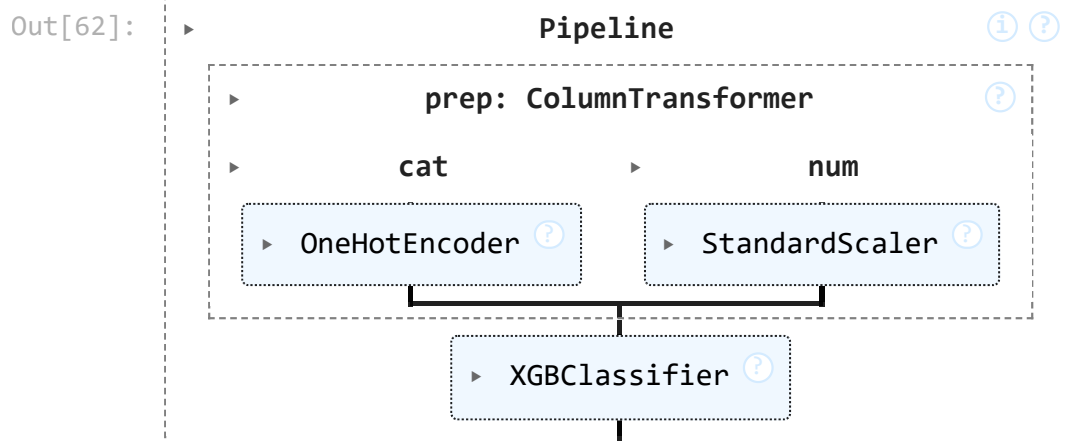 Out[62]:
▸ Pipeline i ?
▸ prep: ColumnTransformer ?
▸ cat ▸ num
▸ OneHotEncoder ? ▸ StandardScaler ?
▸ XGBClassifier ?